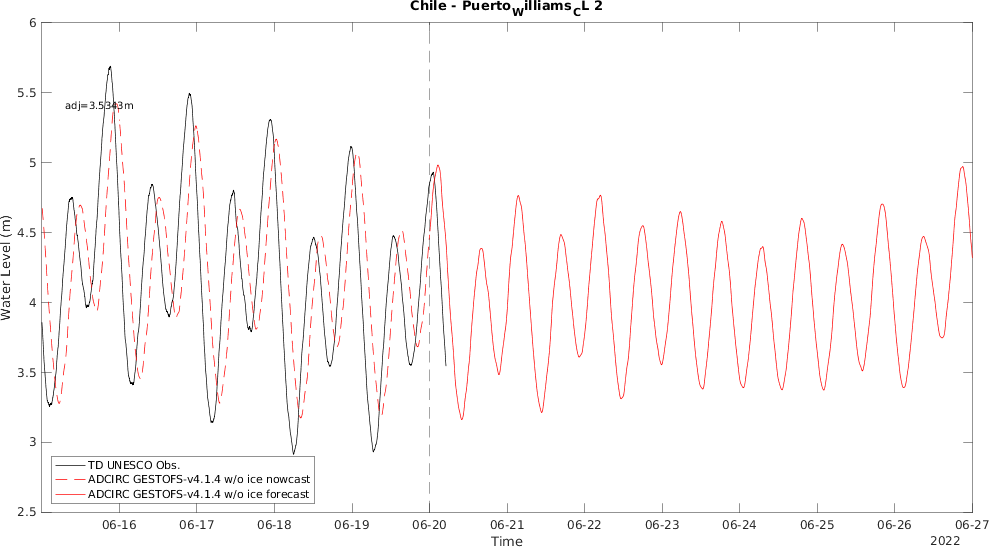 Chile - Puerto_Williams_CL 2
6
5.5
5
4.5
4
3.5
3
2.5
Water Level (m)
adj=3.5343m
TD UNESCO Obs.
ADCIRC GESTOFS-v4.1.4 w/o ice nowcast
ADCIRC GESTOFS-v4.1.4 w/o ice forecast
06-16 06-17 06-18 06-19 06-20 06-21 06-22 06-23 06-24 06-25 06-26 06-27
Time
2022